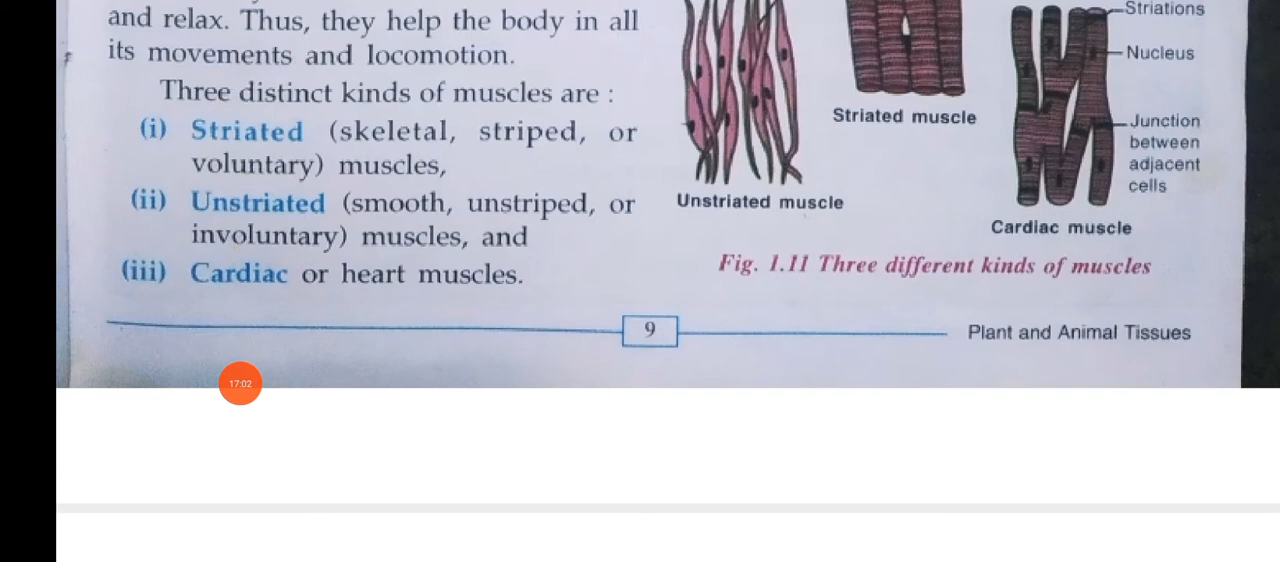 and relax. Thus, they help the body in all
its movements and locomotion.
Three distinct kinds of muscles are :
(i) Striated (skeletal, striped, or
voluntary) muscles,
(ii) Unstriated (smooth, unstriped, or
involuntary) muscles, and
(iii) Cardiac or heart muscles.
Striations
Nucleus
Striated muscle
Junction
between
adjacent
cells
Unstriated muscle
Cardiac muscle
Fig. 1.11 Three different kinds of muscles
9
Plant and Animal Tissues
17:02